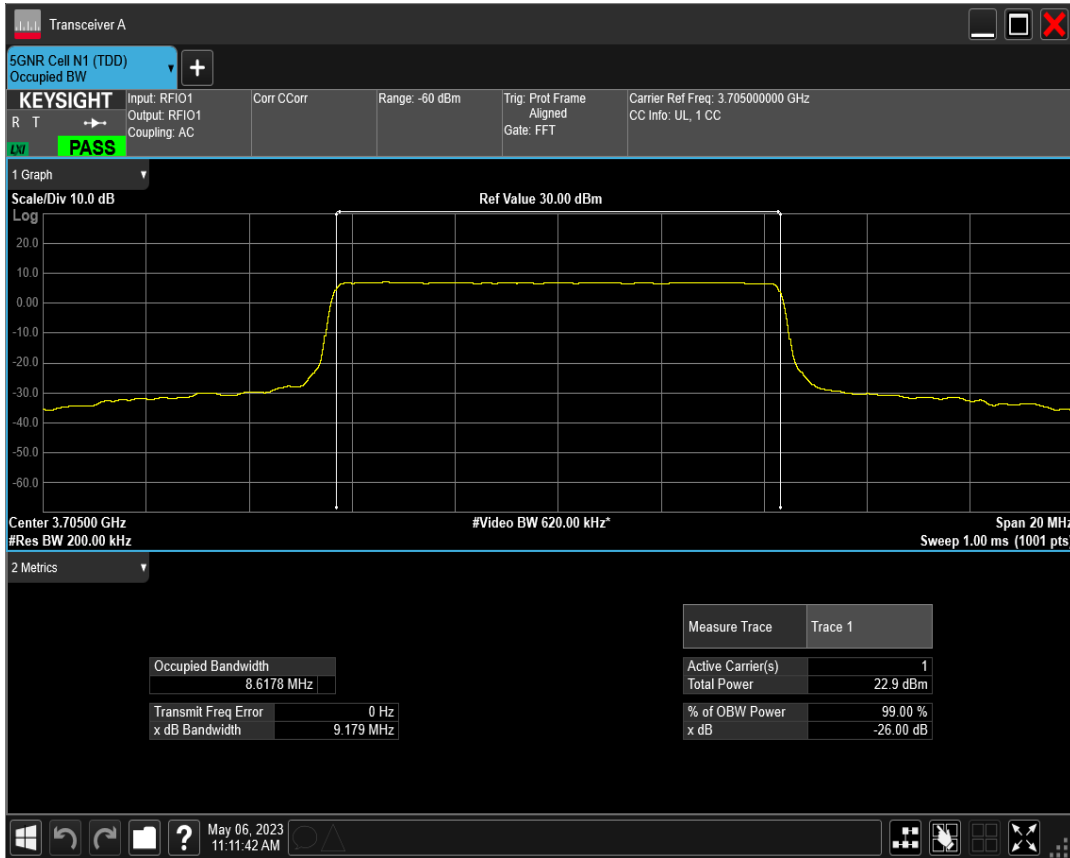 Transceiver A
5GNR Cell N1 (TDD)
Occupied BW
+
KEYSIGHT
R T
LXI
PASS
Input: RFIO1
Output: RFIO1
Coupling: AC
Corr CCorr
Range: -60 dBm
Trig: Prot Frame
Aligned
Gate: FFT
Carrier Ref Freq: 3.705000000 GHz
CC Info: UL, 1 CC
1 Graph
Scale/Div 10.0 dB
Ref Value 30.00 dBm
Log
20.0
10.0
0.00
-10.0
-20.0
-30.0
-40.0
-50.0
-60.0
Center 3.70500 GHz
#Video BW 620.00 kHz*
Span 20 MHz
#Res BW 200.00 kHz
Sweep 1.00 ms (1001 pts)
2 Metrics
Measure Trace Trace 1
Occupied Bandwidth
8.6178 MHz
Active Carrier(s) 1
Total Power 22.9 dBm
Transmit Freq Error 0 Hz
x dB Bandwidth 9.179 MHz
% of OBW Power 99.00 %
x dB -26.00 dB
?
May 06, 2023
11:11:42 AM